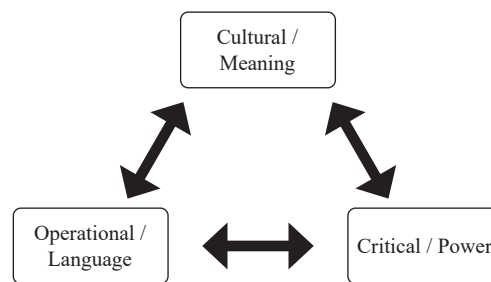 Cultural /
Meaning
Operational /
Language
Critical / Power